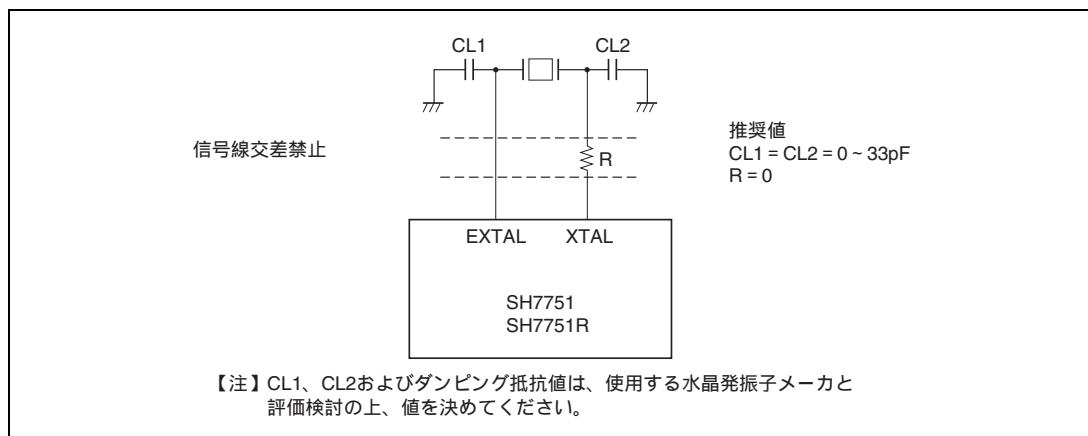 CL1
CL2
信号線交差禁止
R
推奨値
CL1 = CL2 = 0 ~ 33pF
R = 0
EXTAL
XTAL
SH7751
SH7751R
【注】CL1、CL2およびダンピング抵抗値は、使用する水晶発振子メーカと
評価検討の上、値を決めてください。